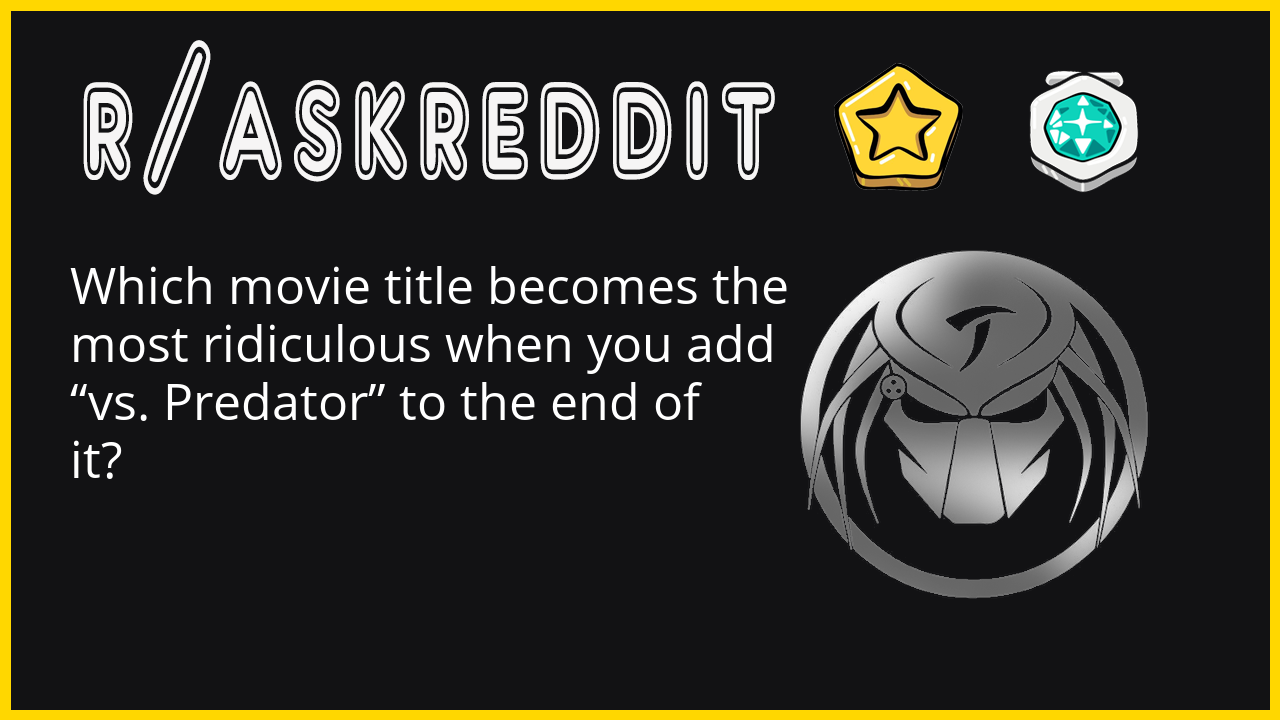 R/ASKREDDIT
Which movie title becomes the
most ridiculous when you add
“vs. Predator” to the end of
it?